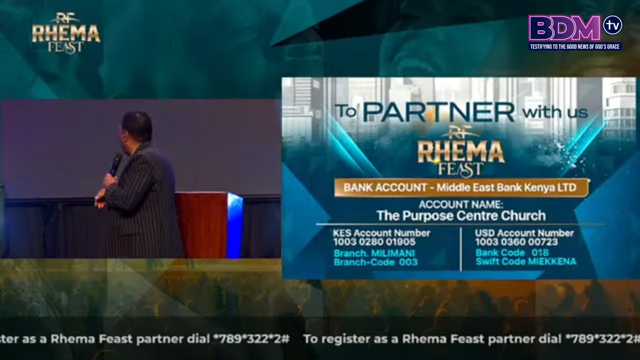 RF
RHEMA
FEAST
BDM tv
TESTIFYING TO THE GOOD NEWS OF GOD'S GRACE
To PARTNER with us
RF
RHEMA
FEAST
BANK ACCOUNT - Middle East Bank Kenya LTD
ACCOUNT NAME:
The Purpose Centre Church
KES Account Number
1003 0280 01905
Branch. MILIMANI
Branch-Code 003
USD Account Number
1003 0360 00723
Bank Code 018
Swift Code MIEKKENA
ster as a Rhema Feast partner dial *789*322*2# To register as a Rhema Feast partner dial *789*322*2#